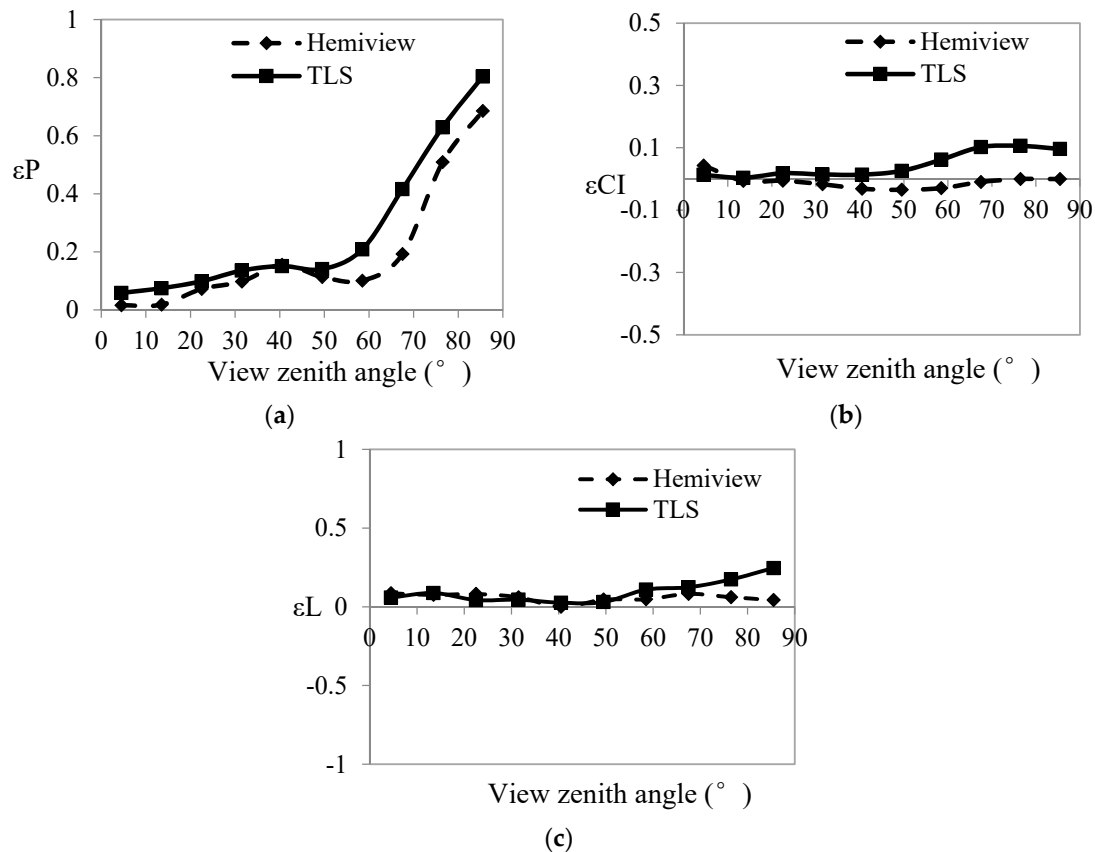 1
0.8
0.6
εP
0.4
0.2
0
0 10 20 30 40 50 60 70 80 90
Hemiview
TLS
View zenith angle (° )
(a)
0.5
0.3
0.1
εCI
-0.1
-0.3
-0.5
0 10 20 30 40 50 60 70 80 90
Hemiview
TLS
View zenith angle (° )
(b)
1
0.5
εL
0
-0.5
-1
0 10 20 30 40 50 60 70 80 90
Hemiview
TLS
View zenith angle (° )
(c)